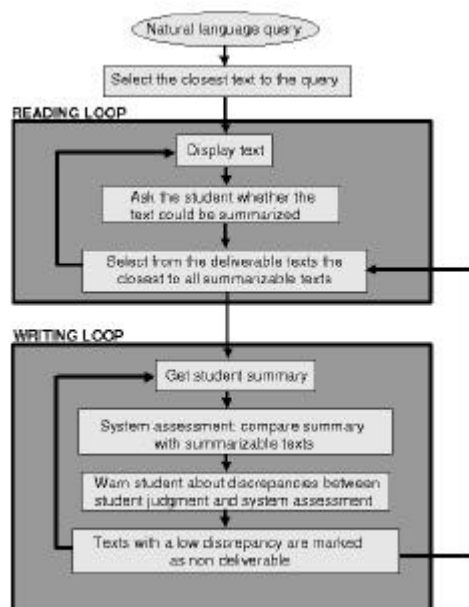 Natural language query
Select the closest text to the query
READING LOOP
Display text
Ask the student whether the
text could be summarized
Select from the deliverable texts the
closest to all summarizable texts
WRITING LOOP
Get student summary
System assessment: compare summary
with summarizable texts
Warn student about discrepancies between
student judgment and system assessment
Texts with a low discrepancy are marked
as non deliverable